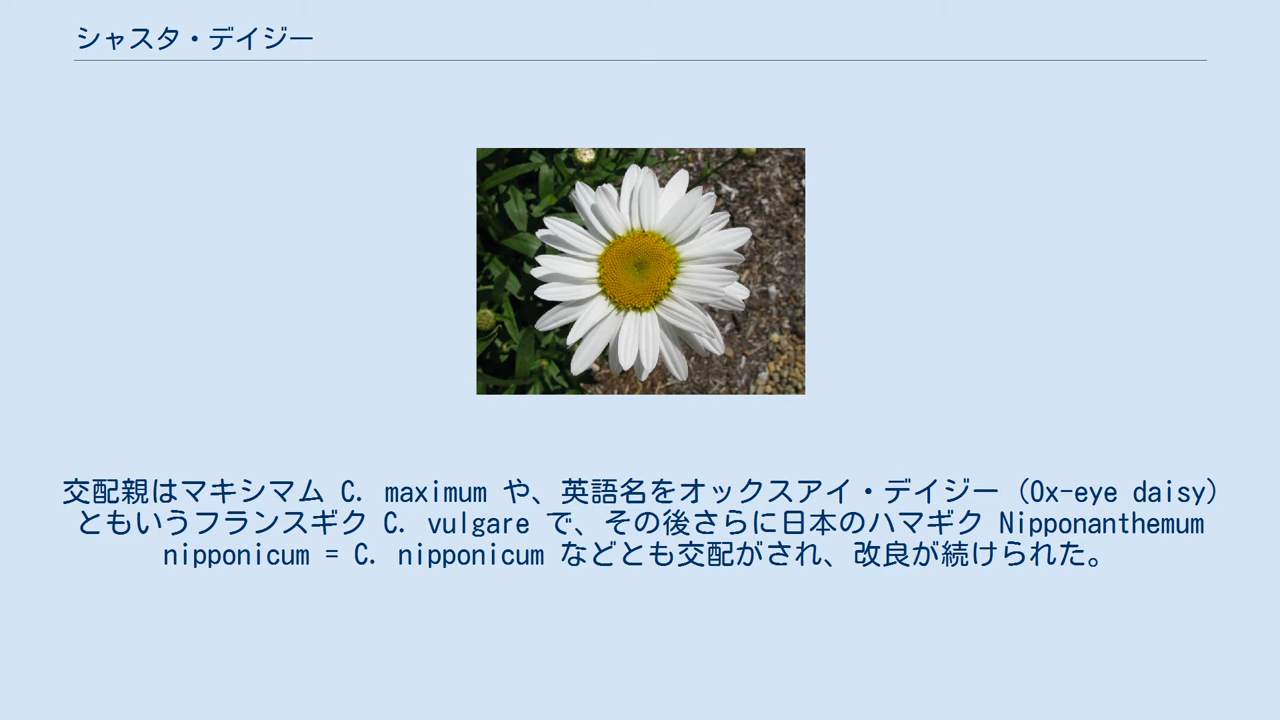 シャスタ・デイジー
交配親はマキシマム C. maximum や、英語名をオックスアイ・デイジー（Ox-eye daisy）
ともいうフランスギク C. vulgare で、その後さらに日本のハマギク Nipponanthemum
nipponicum = C. nipponicum などとも交配がされ、改良が続けられた。